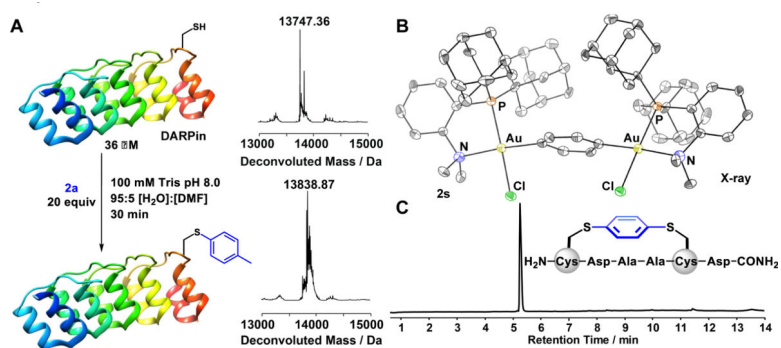 A
SH
DARPin
36 M
2a
20 equiv
100 mM Tris pH 8.0
95:5 [H₂O]:[DMF]
30 min
S
13747.36
13000 14000 15000
Deconvoluted Mass / Da
13838.87
13000 14000 15000
Deconvoluted Mass / Da
B
P
P
Au
Au
N
N
Cl
Cl
2s
X-ray
C
S
S
H₂N-Cys-Asp-Ala-Ala-Cys-Asp-CONH₂
1 2 3 4 5 6 7 8 9 10 11 12 13 14
Retention Time / min